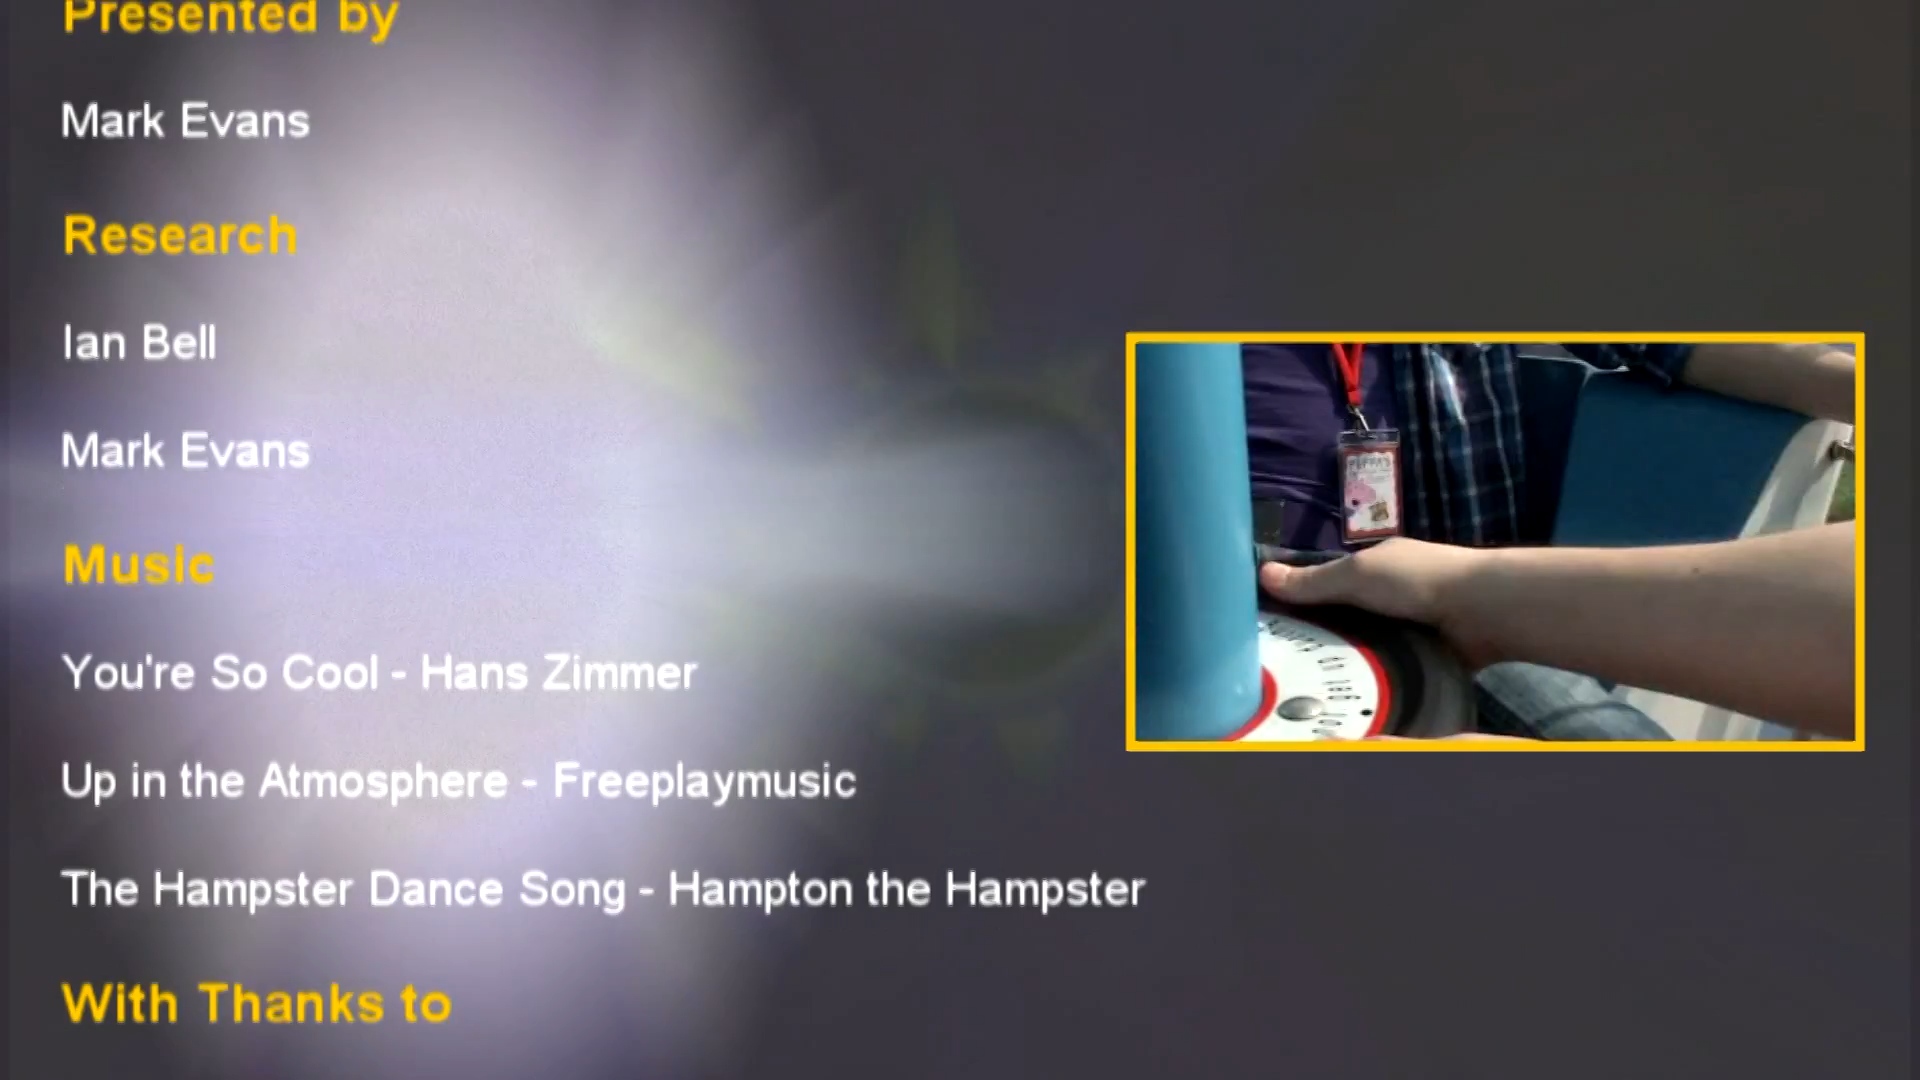 Presented by
Mark Evans
Research
Ian Bell
Mark Evans
Music
You're So Cool - Hans Zimmer
Up in the Atmosphere - Freeplaymusic
The Hampster Dance Song - Hampton the Hampster
With Thanks to
PEPPA'S